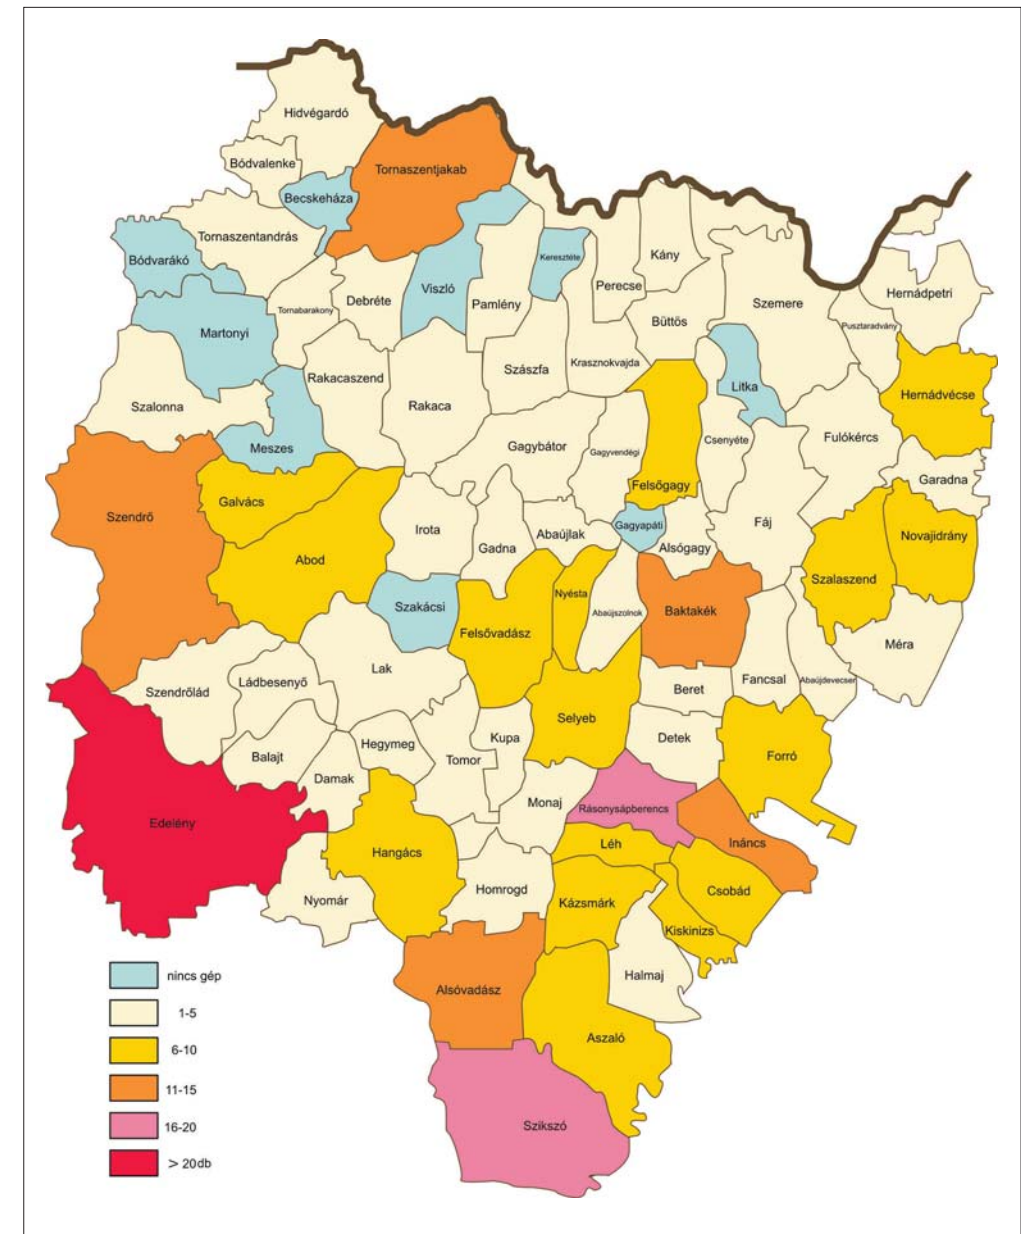 Hidvégardó
Bódvalenke
Tornaszentjakab
Becskeháza
Tornaszentandrás
Bódvarákó
Kány
Keresztéte
Perecse
Viszló
Debréte
Pamlény
Tornabarakony
Szemere
Hernádpetri
Büttös
Pusztaradvány
Martonyi
Krasznokvajda
Szászfa
Rakacaszend
Litka
Hernádvécse
Szalonna
Rakaca
Csenyéte
Fulókércs
Meszes
Gagybátor
Gagyvendégi
Garadna
Felsőgagy
Galvács
Szendrő
Fáj
Gagyapáti
Irota
Abaújlak
Novajidrány
Gadna
Alsógagy
Abod
Szalaszend
Nyésta
Szakácsi
Abaújszolnok
Baktakék
Felsővadász
Méra
Lak
Ládbesenyő
Fancsal
Abaújdevecser
Szendrőlád
Beret
Selyeb
Kupa
Detek
Hegymeg
Balajt
Forró
Tomor
Damak
Monaj
Rásonysápberencs
Edelény
Ináncs
Léh
Hangács
Homrogd
Csobád
Nyomár
Kázsmárk
Kiskinizs
Halmaj
Alsóvadász
Aszaló
Szikszó
nincs gép
1-5
6-10
11-15
16-20
> 20db